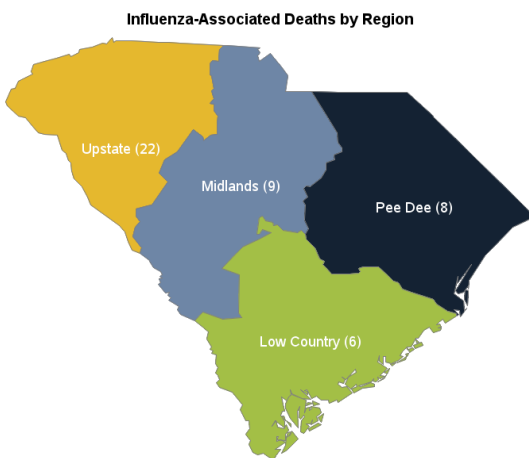 Influenza-Associated Deaths by Region
Upstate (22)
Midlands (9)
Pee Dee (8)
Low Country (6)